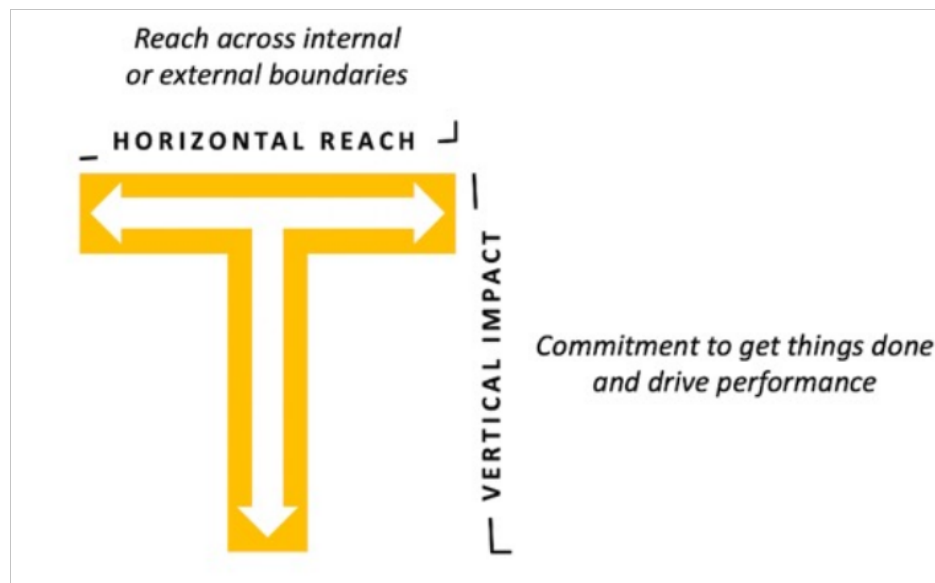 Reach across internal
or external boundaries
HORIZONTAL REACH
VERTICAL IMPACT
Commitment to get things done
and drive performance